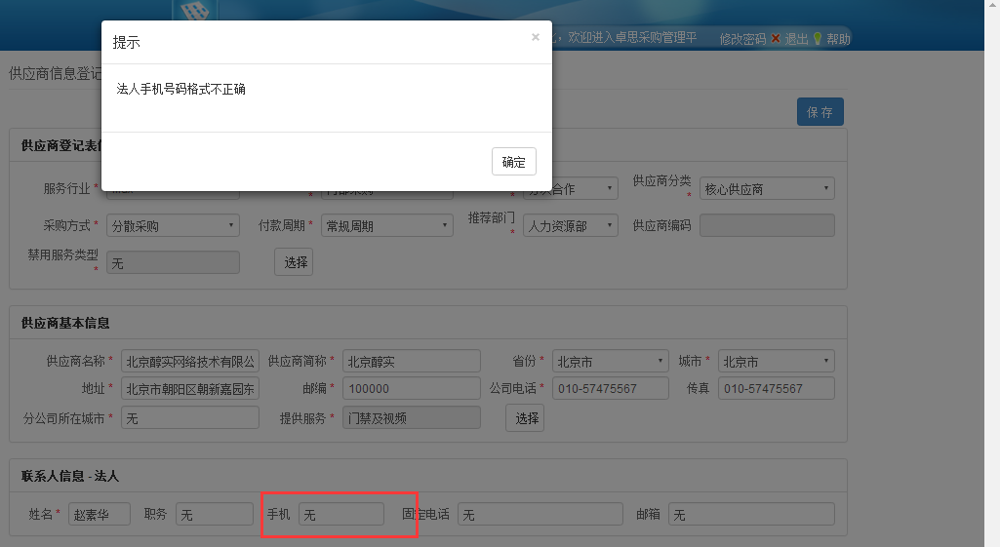 提示 ×
欢迎进入卓思采购管理平 修改密码 退出 帮助
法人手机号码格式不正确
确定
供应商信息登记
保 存
供应商登记表
服务行业 * * * 合作 供应商分类 * 核心供应商
采购方式 * 分散采购 付款周期 * 常规周期 推荐部门 * 人力资源部 供应商编码
禁用服务类型 * 无 选择
供应商基本信息
供应商名称 * 北京醇实网络技术有限公 供应商简称 * 北京醇实 省份 * 北京市 城市 * 北京市
地址 * 北京市朝阳区朝新嘉园东 邮编 * 100000 公司电话 * 010-57475567 传真 010-57475567
分公司所在城市 * 无 提供服务 * 门禁及视频 选择
联系人信息 - 法人
姓名 * 赵素华 职务 无 手机 无 固定电话 无 邮箱 无